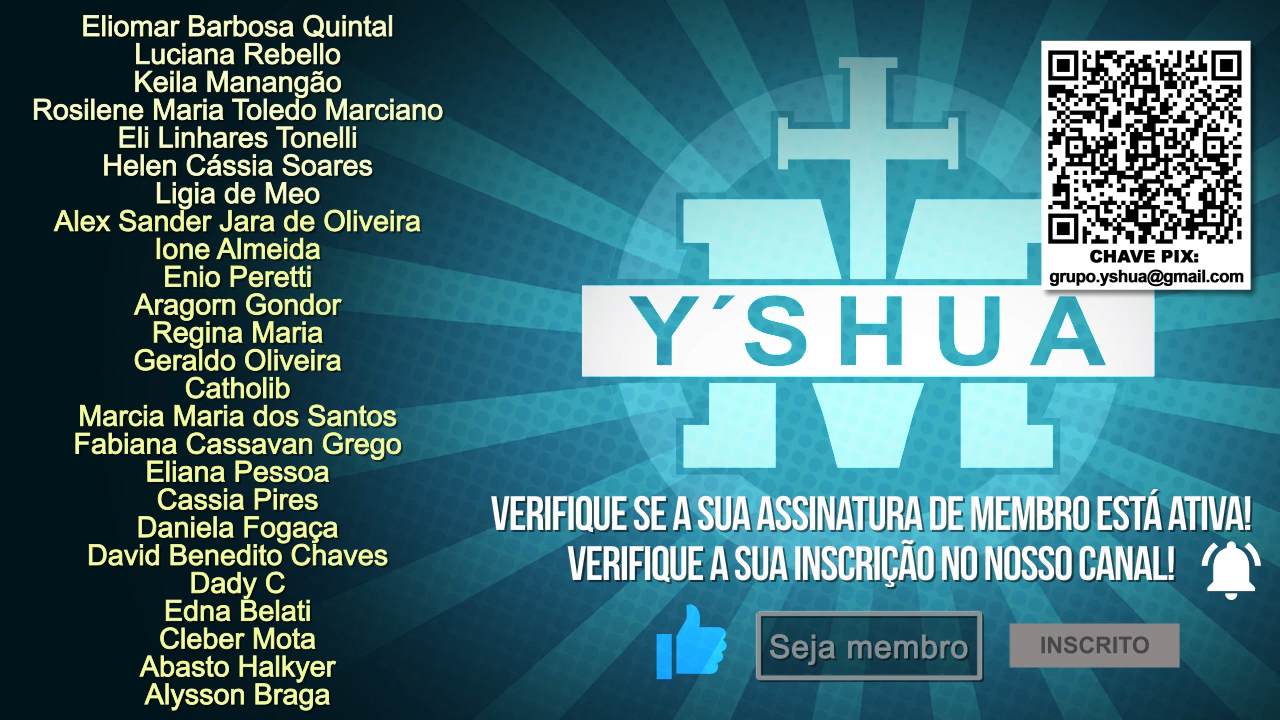 Eliomar Barbosa Quintal
Luciana Rebello
Keila Manangão
Rosilene Maria Toledo Marciano
Eli Linhares Tonelli
Helen Cássia Soares
Ligia de Meo
Alex Sander Jara de Oliveira
Ione Almeida
Enio Peretti
Aragorn Gondor
Regina Maria
Geraldo Oliveira
Catholib
Marcia Maria dos Santos
Fabiana Cassavan Grego
Eliana Pessoa
Cassia Pires
Daniela Fogaça
David Benedito Chaves
Dady C
Edna Belati
Cleber Mota
Abasto Halkyer
Alysson Braga
CHAVE PIX:
grupo.yshua@gmail.com
Y´SHUA
VERIFIQUE SE A SUA ASSINATURA DE MEMBRO ESTÁ ATIVA!
VERIFIQUE A SUA INSCRIÇÃO NO NOSSO CANAL!
Seja membro
INSCRITO